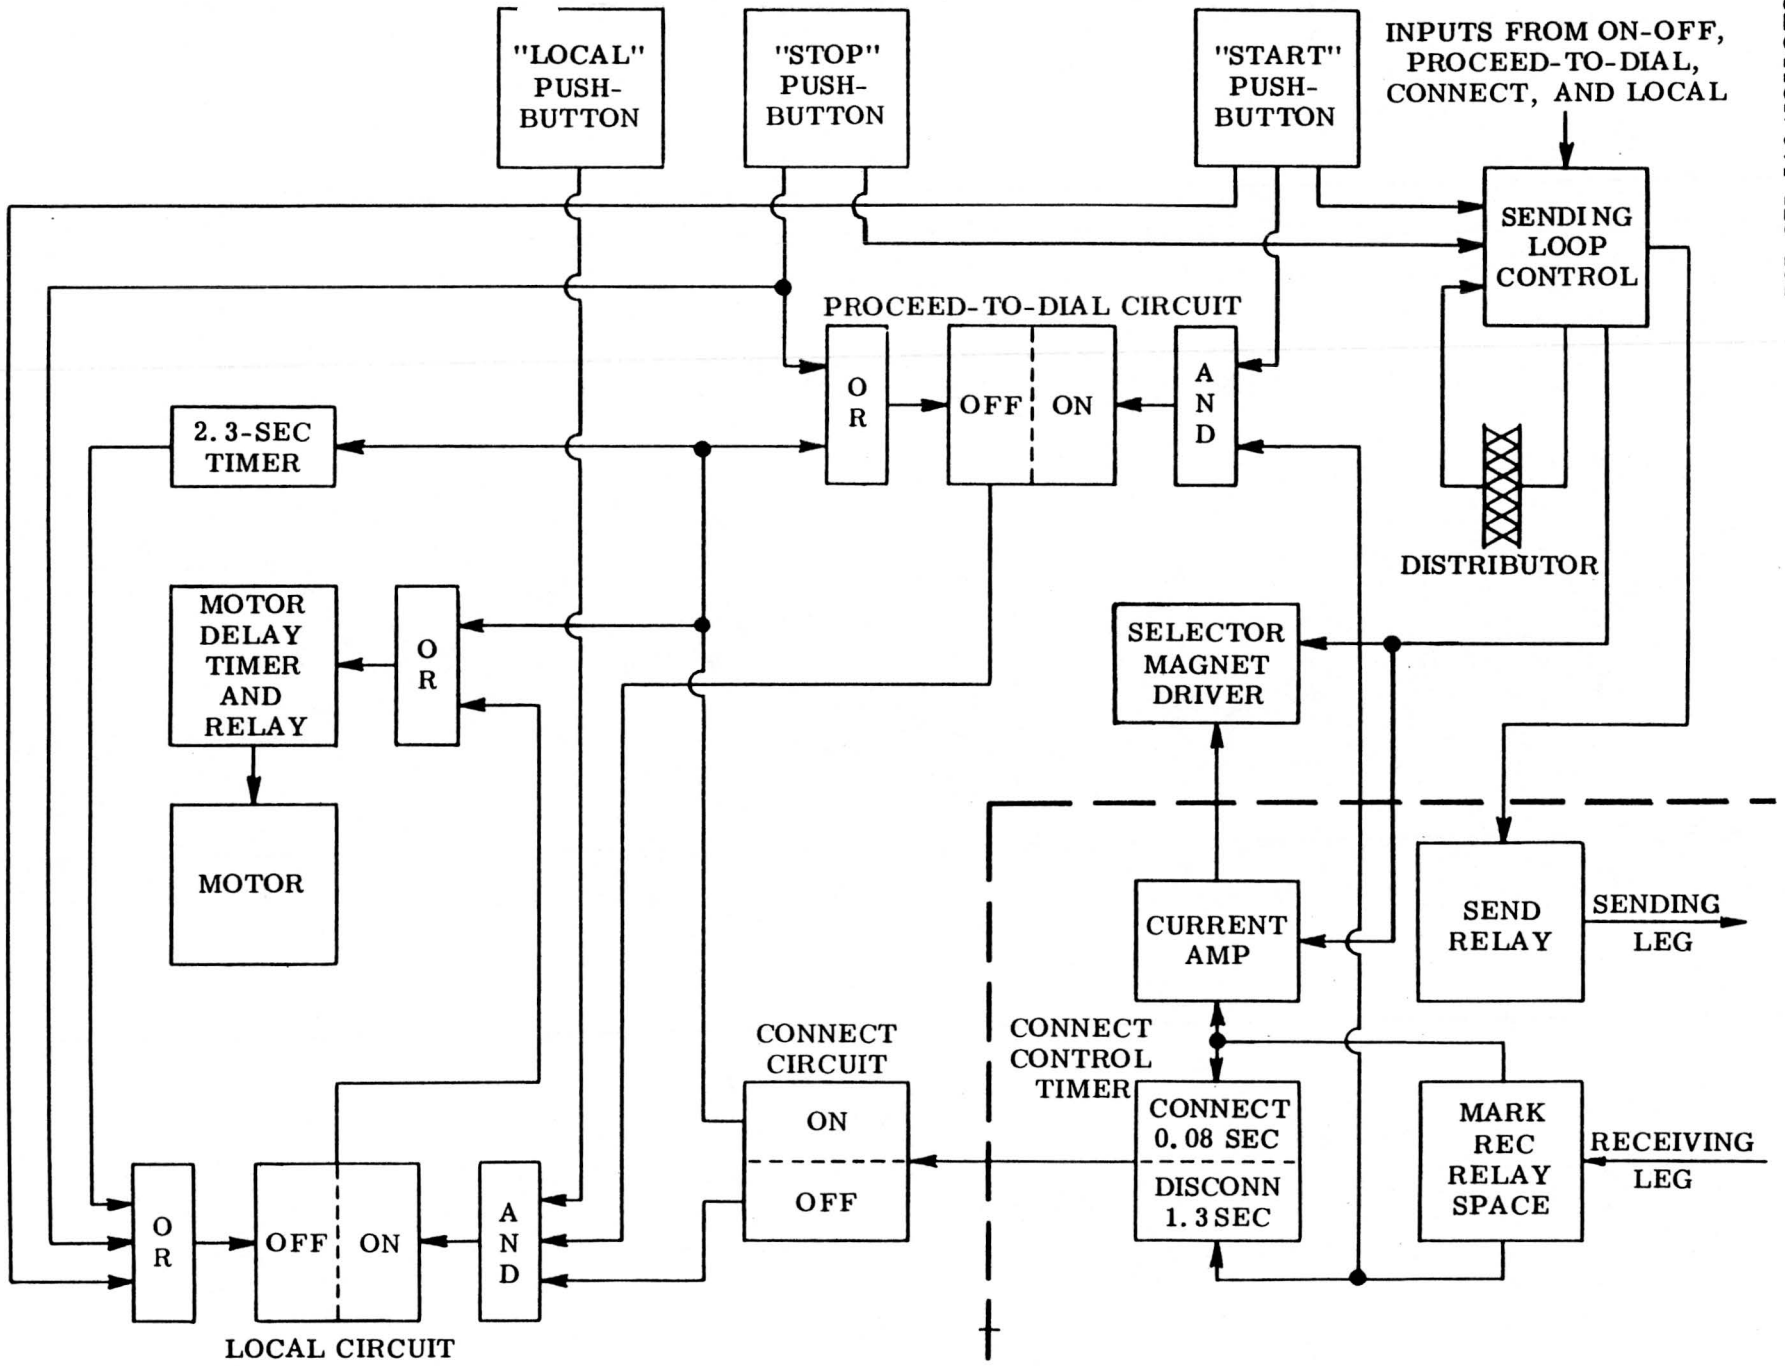 "LOCAL"
PUSH-
BUTTON
"STOP"
PUSH-
BUTTON
"START"
PUSH-
BUTTON
INPUTS FROM ON-OFF,
PROCEED-TO-DIAL,
CONNECT, AND LOCAL
SENDING
LOOP
CONTROL
PROCEED-TO-DIAL CIRCUIT
O
R
OFF
ON
A
N
D
2.3-SEC
TIMER
DISTRIBUTOR
MOTOR
DELAY
TIMER
AND
RELAY
O
R
SELECTOR
MAGNET
DRIVER
MOTOR
CURRENT
AMP
SEND
RELAY
SENDING
LEG
CONNECT
CIRCUIT
ON
OFF
CONNECT
CONTROL
TIMER
CONNECT
0.08 SEC
DISCONN
1.3 SEC
MARK
REC
RELAY
SPACE
RECEIVING
LEG
O
R
OFF
ON
A
N
D
LOCAL CIRCUIT